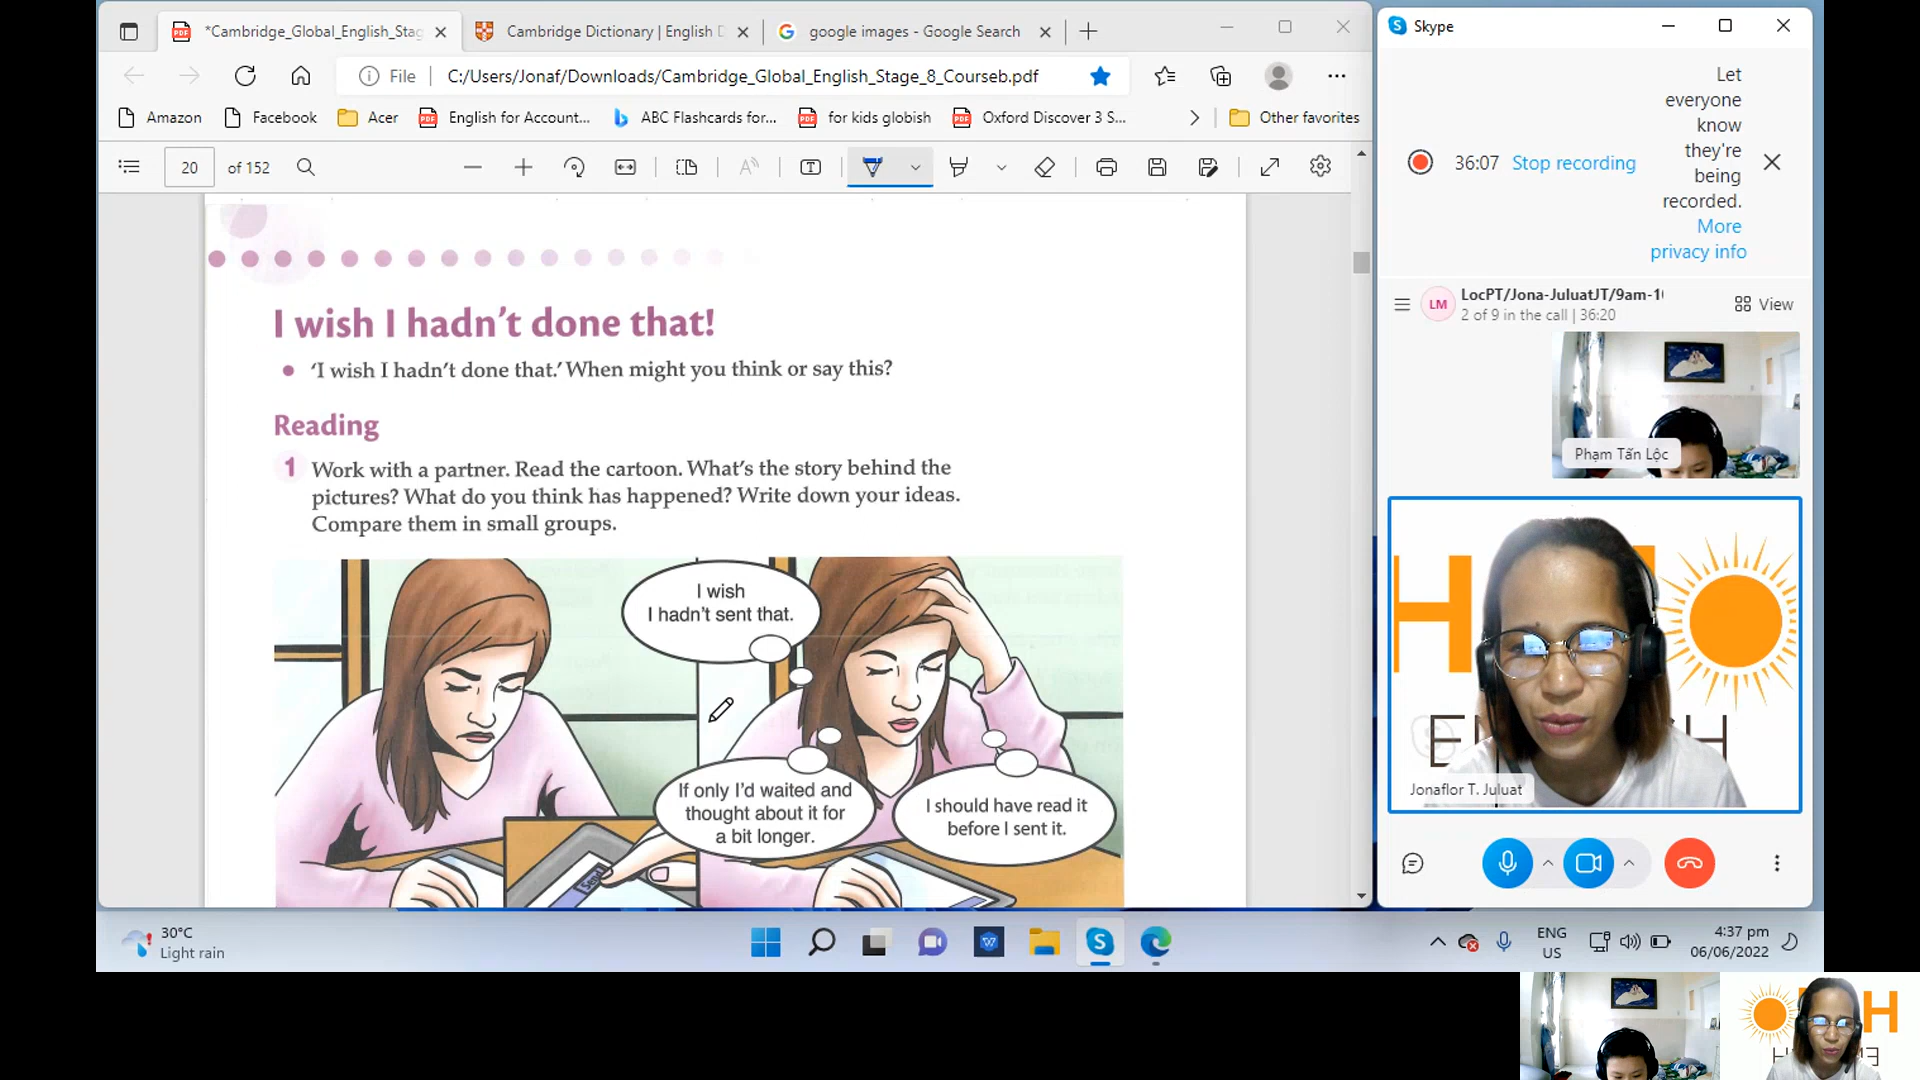 *Cambridge_Global_English_Stag
Cambridge Dictionary | English D
google images - Google Search
File
C:/Users/Jonaf/Downloads/Cambridge_Global_English_Stage_8_Courseb.pdf
Amazon
Facebook
Acer
English for Account...
ABC Flashcards for...
for kids globish
Oxford Discover 3 S...
Other favorites
20 of 152
I wish I hadn't done that!
• 'I wish I hadn't done that.' When might you think or say this?
Reading
1 Work with a partner. Read the cartoon. What's the story behind the
pictures? What do you think has happened? Write down your ideas.
Compare them in small groups.
I wish
I hadn't sent that.
If only I'd waited and
thought about it for
a bit longer.
I should have read it
before I sent it.
Send
Skype
36:07 Stop recording
Let
everyone
know
they're
being
recorded.
More
privacy info
LM
LocPT/Jona-JuluatJT/9am-1
2 of 9 in the call | 36:20
View
Phạm Tấn Lộc
Jonaflor T. Juluat
30°C
Light rain
ENG
US
4:37 pm
06/06/2022